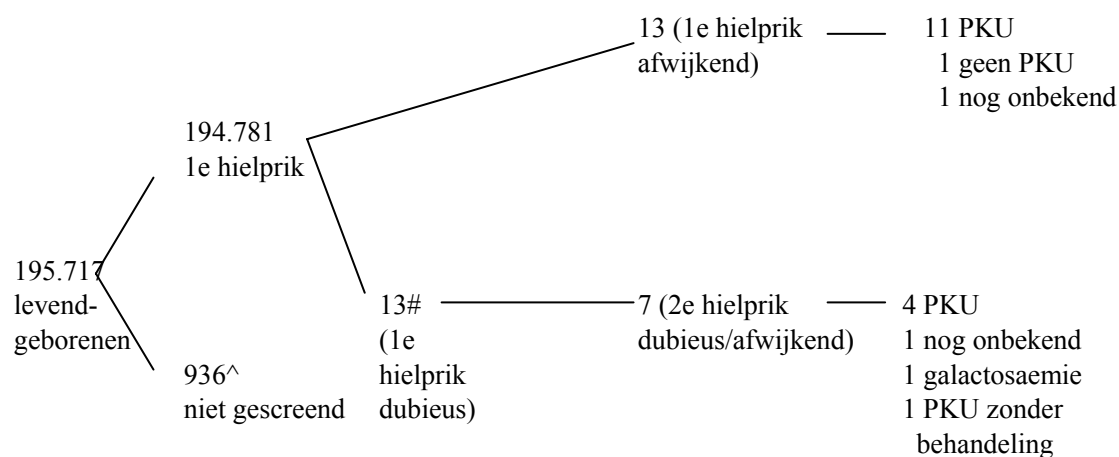 13 (1e hielprik
afwijkend)
11 PKU
1 geen PKU
1 nog onbekend
194.781
1e hielprik
195.717
levend-
geborenen
13#
(1e
hielprik
dubieus)
7 (2e hielprik
dubieus/afwijkend)
4 PKU
1 nog onbekend
1 galactosaemie
1 PKU zonder
behandeling
936^
niet gescreend